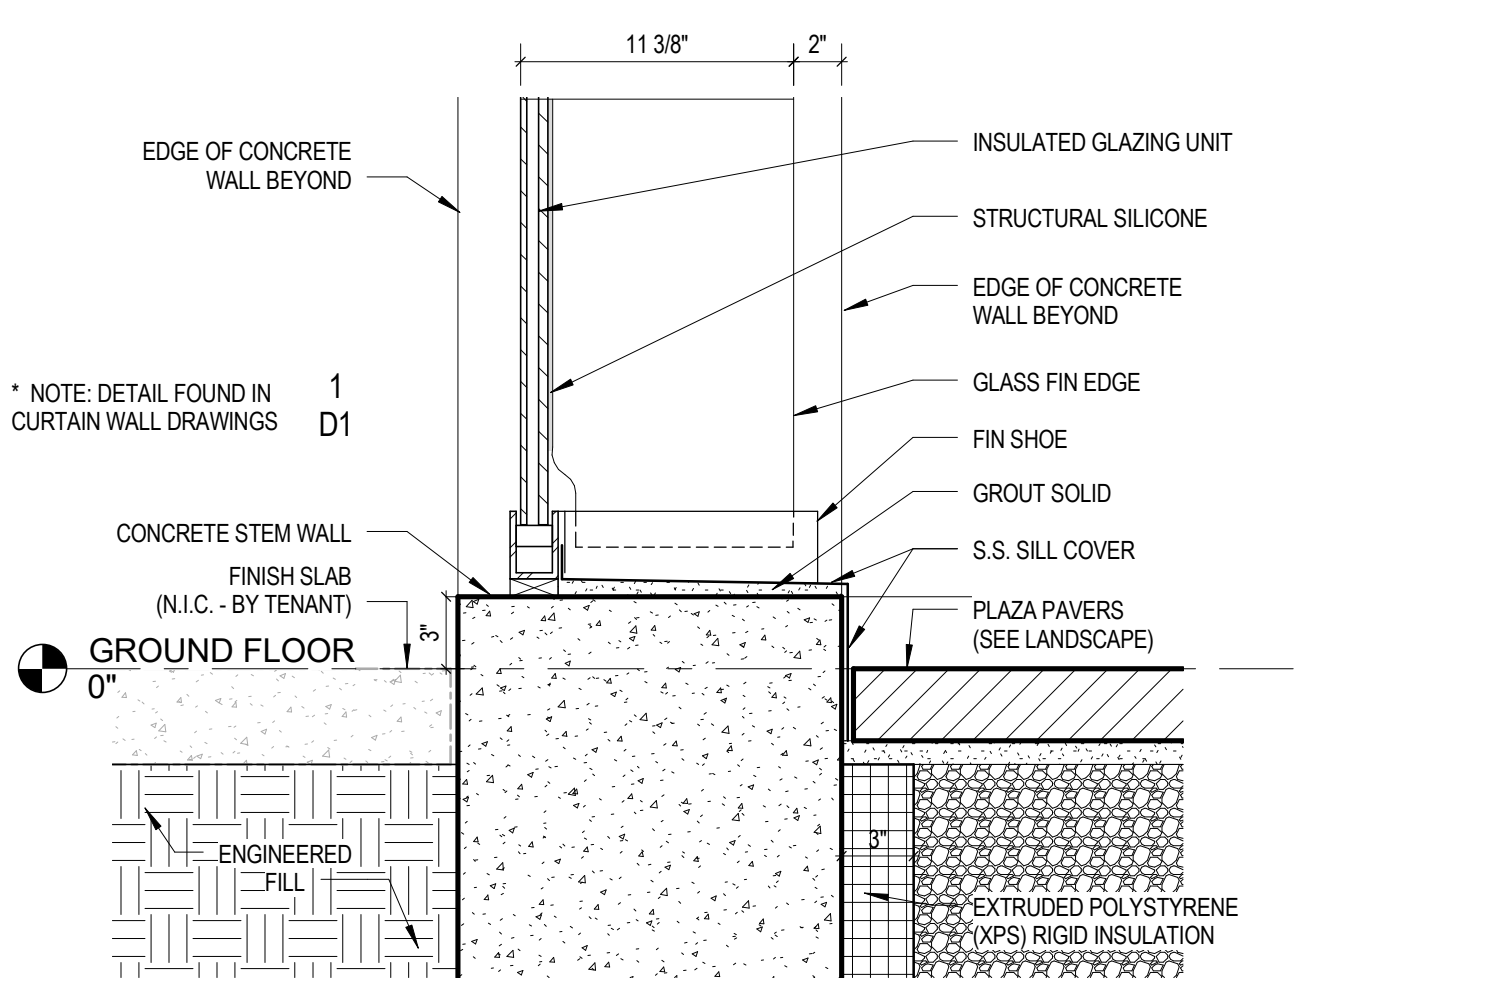 11 3/8" 2"
EDGE OF CONCRETE
WALL BEYOND
INSULATED GLAZING UNIT
STRUCTURAL SILICONE
EDGE OF CONCRETE
WALL BEYOND
* NOTE: DETAIL FOUND IN
CURTAIN WALL DRAWINGS
1
D1
GLASS FIN EDGE
FIN SHOE
GROUT SOLID
CONCRETE STEM WALL
S.S. SILL COVER
FINISH SLAB
(N.I.C. - BY TENANT)
3"
PLAZA PAVERS
(SEE LANDSCAPE)
GROUND FLOOR
0"
ENGINEERED
FILL
3"
EXTRUDED POLYSTYRENE
(XPS) RIGID INSULATION